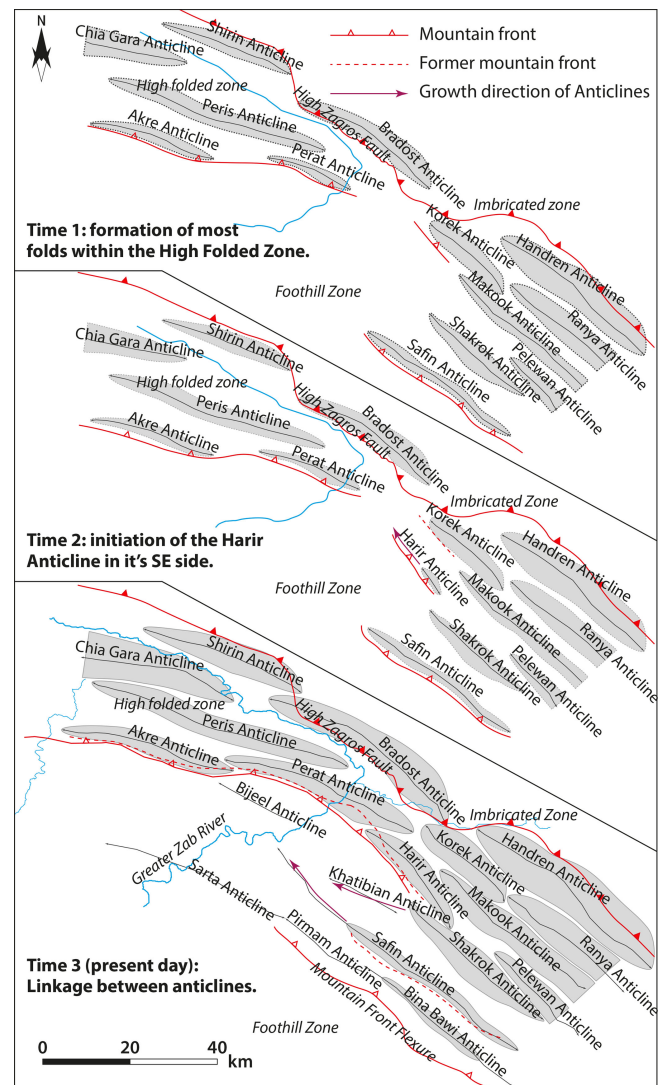 N
Mountain front
Former mountain front
Growth direction of Anticlines
Shirin Anticline
Chia Gara Anticline
High folded zone
Peris Anticline
High Zagros Fault
Bradost Anticline
Akre Anticline
Perat Anticline
Imbricated zone
Time 1: formation of most
folds within the High Folded Zone.
Korek Anticline
Handren Anticline
Foothill Zone
Makook Anticline
Ranya Anticline
Shakrok Anticline
Pelewan Anticline
Safin Anticline
Shirin Anticline
Chia Gara Anticline
High folded zone
Peris Anticline
High Zagros Fault
Bradost Anticline
Akre Anticline
Perat Anticline
Imbricated Zone
Time 2: initiation of the Harir
Anticline in it's SE side.
Korek Anticline
Handren Anticline
Harir Anticline
Foothill Zone
Makook Anticline
Ranya Anticline
Safin Anticline
Shakrok Anticline
Pelewan Anticline
Shirin Anticline
Chia Gara Anticline
High folded zone
Peris Anticline
High Zagros Fault
Bradost Anticline
Akre Anticline
Perat Anticline
Imbricated Zone
Bijeel Anticline
Korek Anticline
Handren Anticline
Greater Zab River
Harir Anticline
Sarta Anticline
Khatibian Anticline
Makook Anticline
Ranya Anticline
Pirmam Anticline
Safin Anticline
Shakrok Anticline
Pelewan Anticline
Time 3 (present day):
Linkage between anticlines.
Mountain Front Flexure
Bina Bawi Anticline
Foothill Zone
0 20 40
km